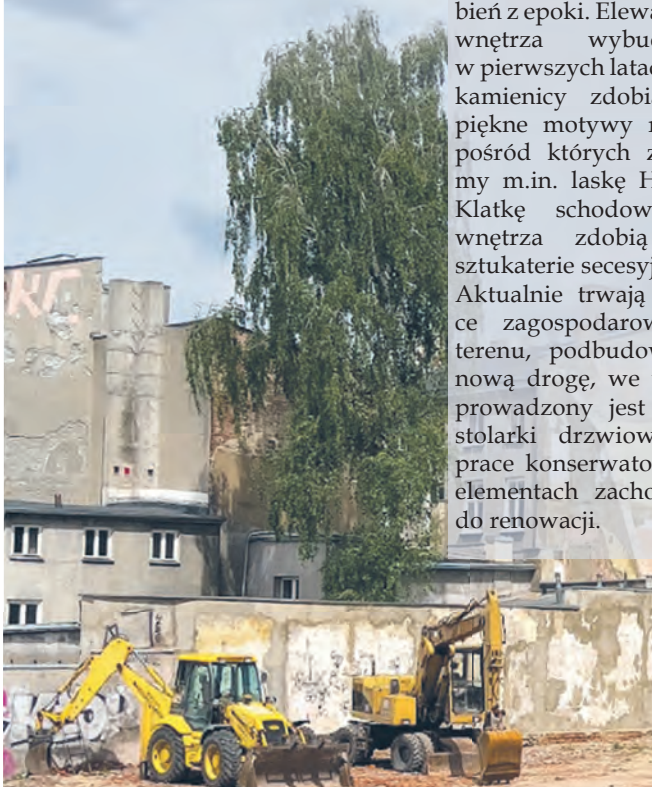 bień z epoki. Elewa
wnętrza wybu
w pierwszych latac
kamienicy zdobi
piękne motywy r
pośród których z
my m.in. laskę H
Klatkę schodow
wnętrza zdobią
sztukaterie secesyj
Aktualnie trwają
ce zagospodarow
terenu, podbudow
nową drogę, we
prowadzony jest
stolarki drzwiow
prace konserwato
elementach zacho
do renowacji.